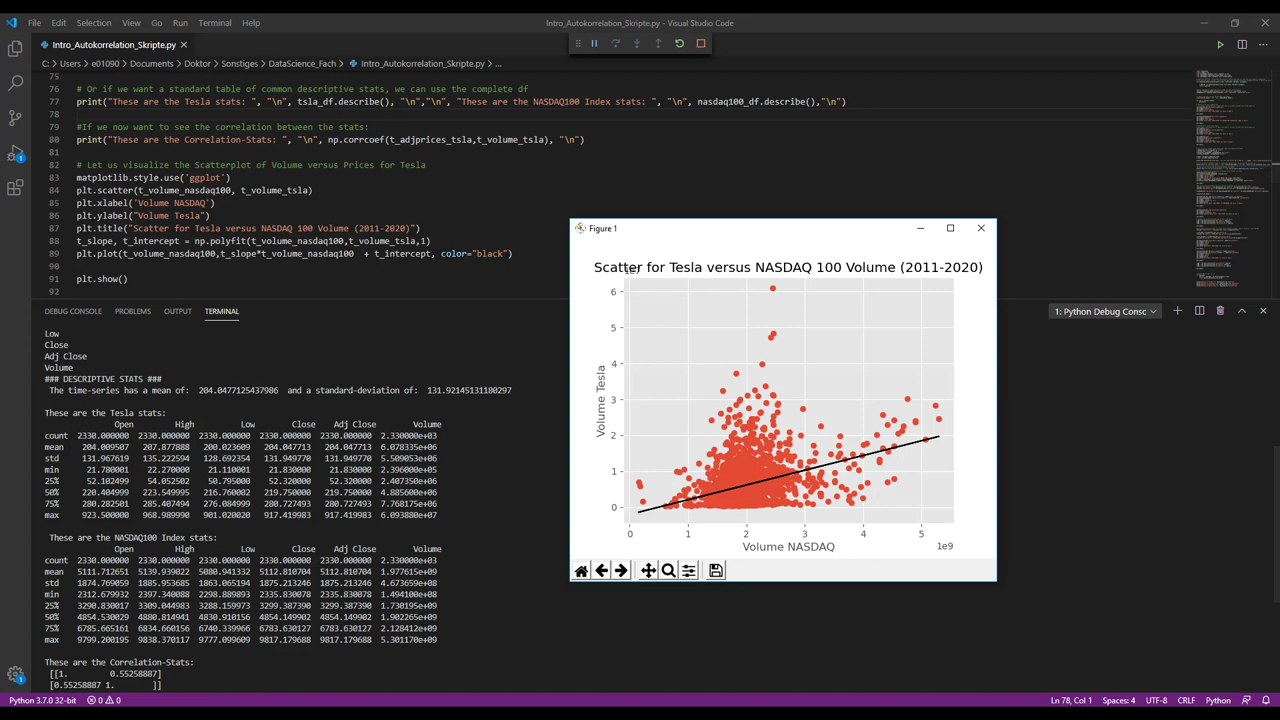 File Edit Selection View Go Run Terminal Help
Intro_Autokorrelation_Skripte.py - Visual Studio Code
Intro_Autokorrelation_Skripte.py
C: > Users > e01090 > Documents > Doktor > Sonstiges > DataScience_Fach > Intro_Autokorrelation_Skripte.py > ...
75
76 # Or if we want a standard table of common descriptive stats, we can use the complete df
77 print("These are the Tesla stats: ", "\n", tsla_df.describe(), "\n","\n", "These are the NASDAQ100 Index stats: ", "\n", nasdaq100_df.describe(),"\n")
78
79 #If we now want to see the correlation between the stats:
80 print("These are the Correlation-Stats: ", "\n", np.corrcoef(t_adjprice_tsla,t_volume_tsla), "\n")
81
82 # Let us visualize the Scatterplot of Volume versus Prices for Tesla
83 matplotlib.style.use('ggplot')
84 plt.scatter(t_volume_nasdaq100, t_volume_tsla)
85 plt.xlabel('Volume NASDAQ')
86 plt.ylabel("Volume Tesla")
87 plt.title("Scatter for Tesla versus NASDAQ 100 Volume (2011-2020)")
88 t_slope, t_intercept = np.polyfit(t_volume_nasdaq100,t_volume_tsla,1)
89 plt.plot(t_volume_nasdaq100,t_slope*t_volume_nasdaq100 + t_intercept, color="black")
90
91 plt.show()
92
DEBUG CONSOLE PROBLEMS OUTPUT TERMINAL
1: Python Debug Consc
Low
Close
Adj Close
Volume
### DESCRIPTIVE STATS ###
The time-series has a mean of: 204.0477125437986 and a standard-deviation of: 131.92145131180297
These are the Tesla stats:
Open High Low Close Adj Close Volume
count 2330.000000 2330.000000 2330.000000 2330.000000 2330.000000 2.330000e+03
mean 204.009507 207.877888 200.023609 204.047713 204.047713 6.078335e+06
std 131.967619 135.222594 128.692354 131.949770 131.949770 5.509053e+06
min 21.780001 22.629000 21.110001 21.830000 21.830000 2.396000e+05
25% 52.102499 54.052502 50.795000 52.320000 52.320000 2.407350e+06
50% 220.404999 223.549995 216.760002 219.750000 219.750000 4.885600e+06
75% 280.202501 285.407494 276.084999 280.727493 280.727493 7.768175e+06
max 923.500000 968.989990 901.020020 917.419983 917.419983 6.093880e+07
These are the NASDAQ100 Index stats:
Open High Low Close Adj Close Volume
count 2330.000000 2330.000000 2330.000000 2330.000000 2330.000000 2.330000e+03
mean 5111.712651 5139.993022 5080.941332 5112.810704 5112.810704 1.977615e+09
std 1874.769059 1885.953685 1863.065194 1875.213246 1875.213246 4.673659e+08
min 2312.679932 2397.340088 2289.560059 2335.830078 2335.830078 1.494100e+08
25% 3290.830017 3309.044983 3288.159973 3299.387390 3299.387390 1.730195e+09
50% 4854.530029 4880.814941 4830.910156 4854.149902 4854.149902 1.902265e+09
75% 6785.665161 6834.660156 6740.339966 6783.630127 6783.630127 2.128412e+09
max 9799.200195 9838.370117 9777.099609 9817.179688 9817.179688 5.301170e+09
These are the Correlation-Stats:
[[1. 0.55258887]
[0.55258887 1. ]]
Figure 1
Scatter for Tesla versus NASDAQ 100 Volume (2011-2020)
6
5
4
3
2
1
0
Volume Tesla
0 1 2 3 4 5
Volume NASDAQ
1e9
Python 3.7.0 32-bit 0 0
Ln 78, Col 1 Spaces: 4 UTF-8 CRLF Python